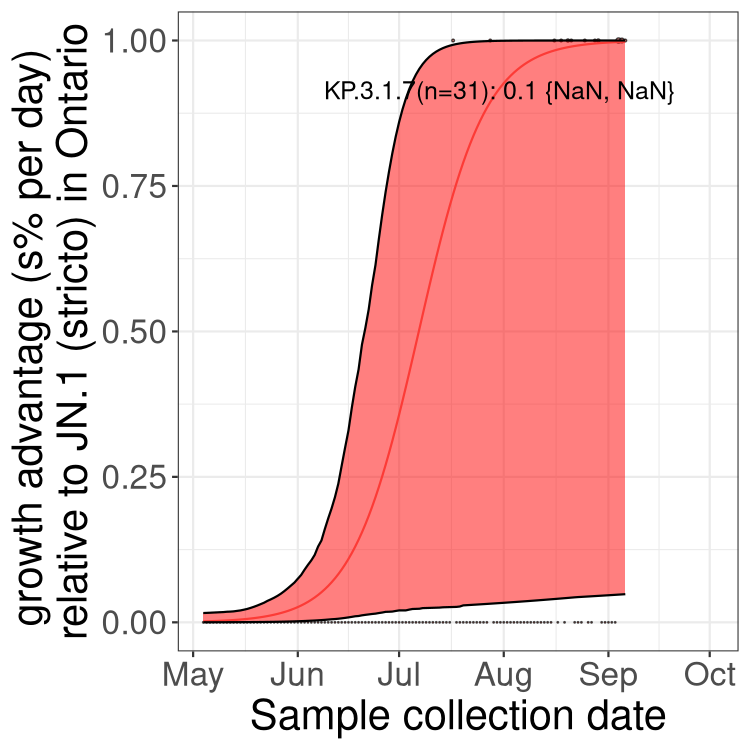 growth advantage (s% per day)
relative to JN.1 (stricto) in Ontario
1.00
0.75
0.50
0.25
0.00
KP.3.1.7(n=31): 0.1 {NaN, NaN}
May Jun Jul Aug Sep Oct
Sample collection date